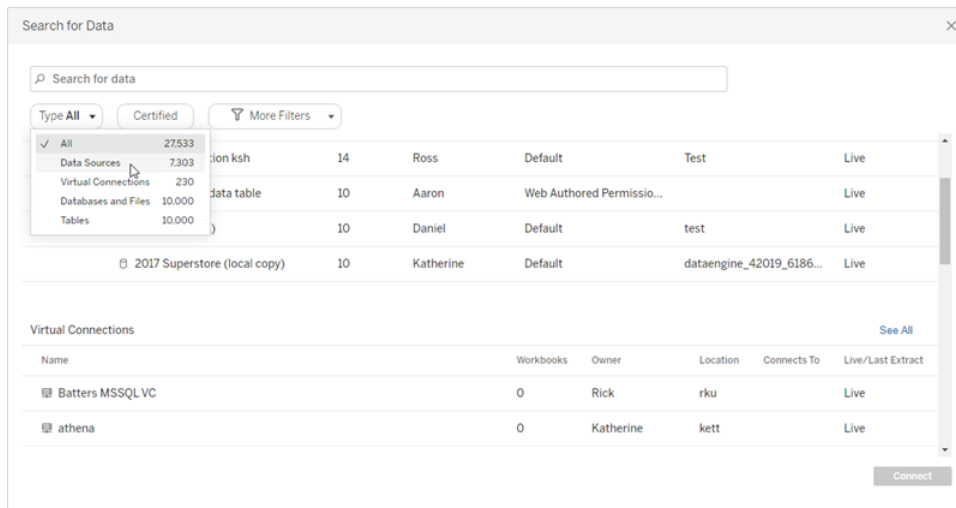 Search for Data
Search for data
Type All Certified More Filters
All 27,533
Data Sources 7,303
Virtual Connections 230
Databases and Files 10,000
Tables 10,000
tion ksh 14 Ross Default Test Live
data table 10 Aaron Web Authored Permissio... Live
) 10 Daniel Default test Live
2017 Superstore (local copy) 10 Katherine Default dataengine_42019_6186... Live
Virtual Connections See All
Name Workbooks Owner Location Connects To Live/Last Extract
Batters MSSQL VC 0 Rick rku Live
athena 0 Katherine kett Live
Connect